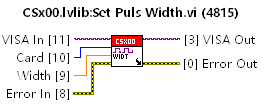 CSx00.lvlib:Set Puls Width.vi (4815)
VISA In [11]
Card [10]
Width [9]
Error In [8]
CSX00
WIDT
[3] VISA Out
[0] Error Out